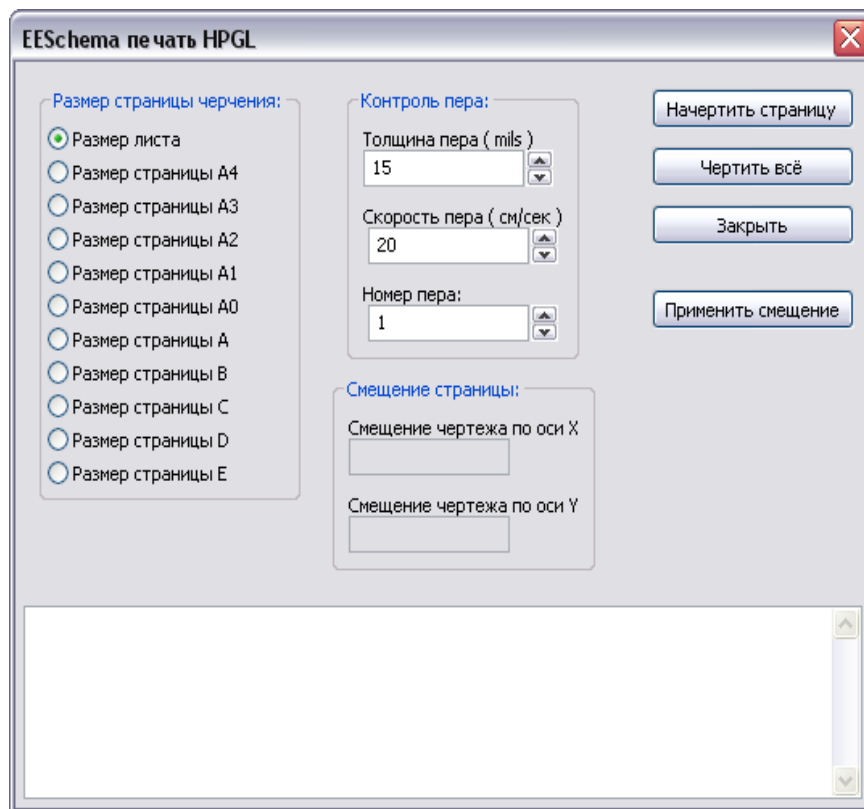 EESchema печать HPGL
Размер страницы черчения:
Размер листа
Размер страницы A4
Размер страницы A3
Размер страницы A2
Размер страницы A1
Размер страницы A0
Размер страницы A
Размер страницы B
Размер страницы C
Размер страницы D
Размер страницы E
Контроль пера:
Толщина пера ( mils )
15
Скорость пера ( см/сек )
20
Номер пера:
1
Смещение страницы:
Смещение чертежа по оси X
Смещение чертежа по оси Y
Начертить страницу
Чертить всё
Закрыть
Применить смещение